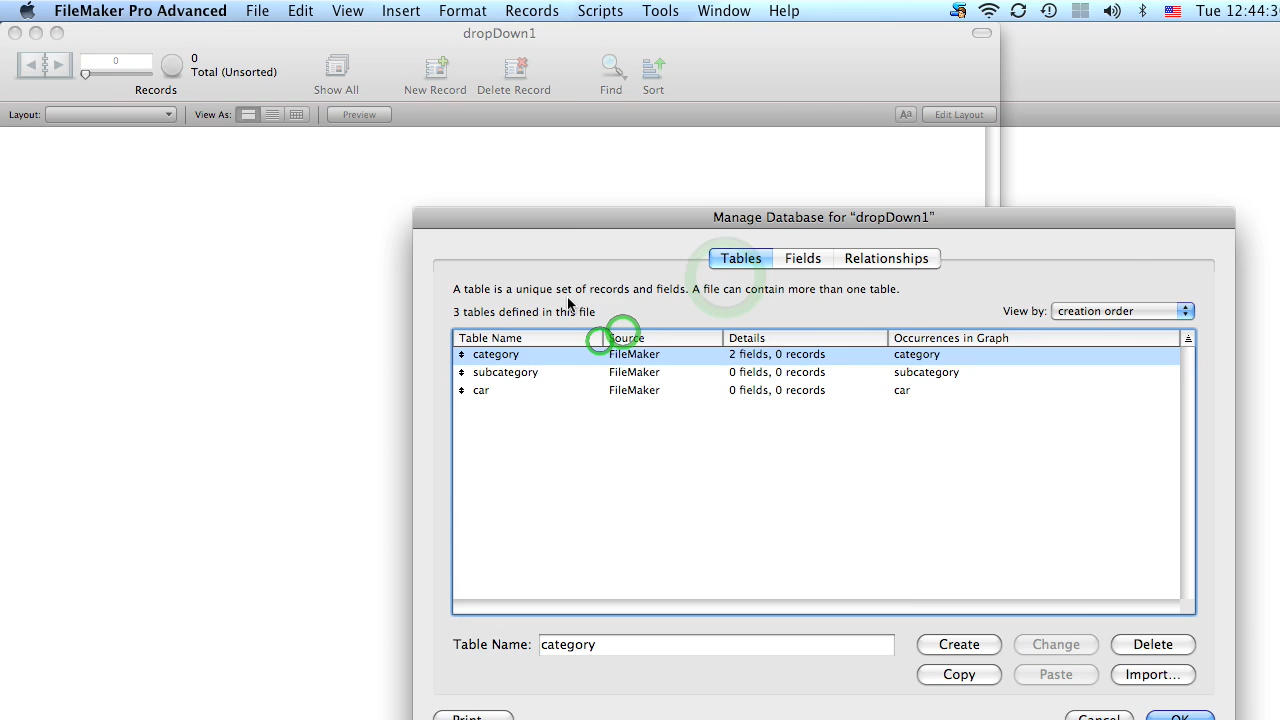 FileMaker Pro Advanced File Edit View Insert Format Records Scripts Tools Window Help Tue 12:44:3
dropDown1
0
0
Total (Unsorted)
Records Show All New Record Delete Record Find Sort
Layout: View As: Preview Aa Edit Layout
Manage Database for “dropDown1”
Tables Fields Relationships
A table is a unique set of records and fields. A file can contain more than one table.
3 tables defined in this file View by: creation order
Table Name Source Details Occurrences in Graph
category FileMaker 2 fields, 0 records category
subcategory FileMaker 0 fields, 0 records subcategory
car FileMaker 0 fields, 0 records car
Table Name: category Create Change Delete
Copy Paste Import...
Print... Cancel OK